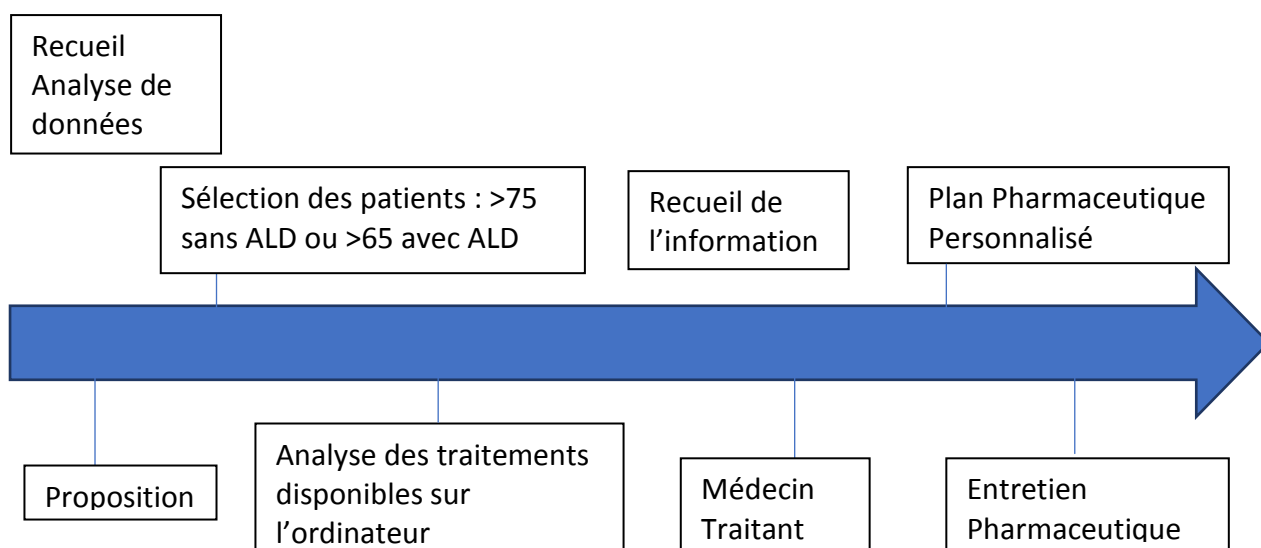 Recueil
Analyse de
données
Sélection des patients : >75
sans ALD ou >65 avec ALD
Recueil de
l’information
Plan Pharmaceutique
Personnalisé
Proposition
Analyse des traitements
disponibles sur
l’ordinateur
Médecin
Traitant
Entretien
Pharmaceutique